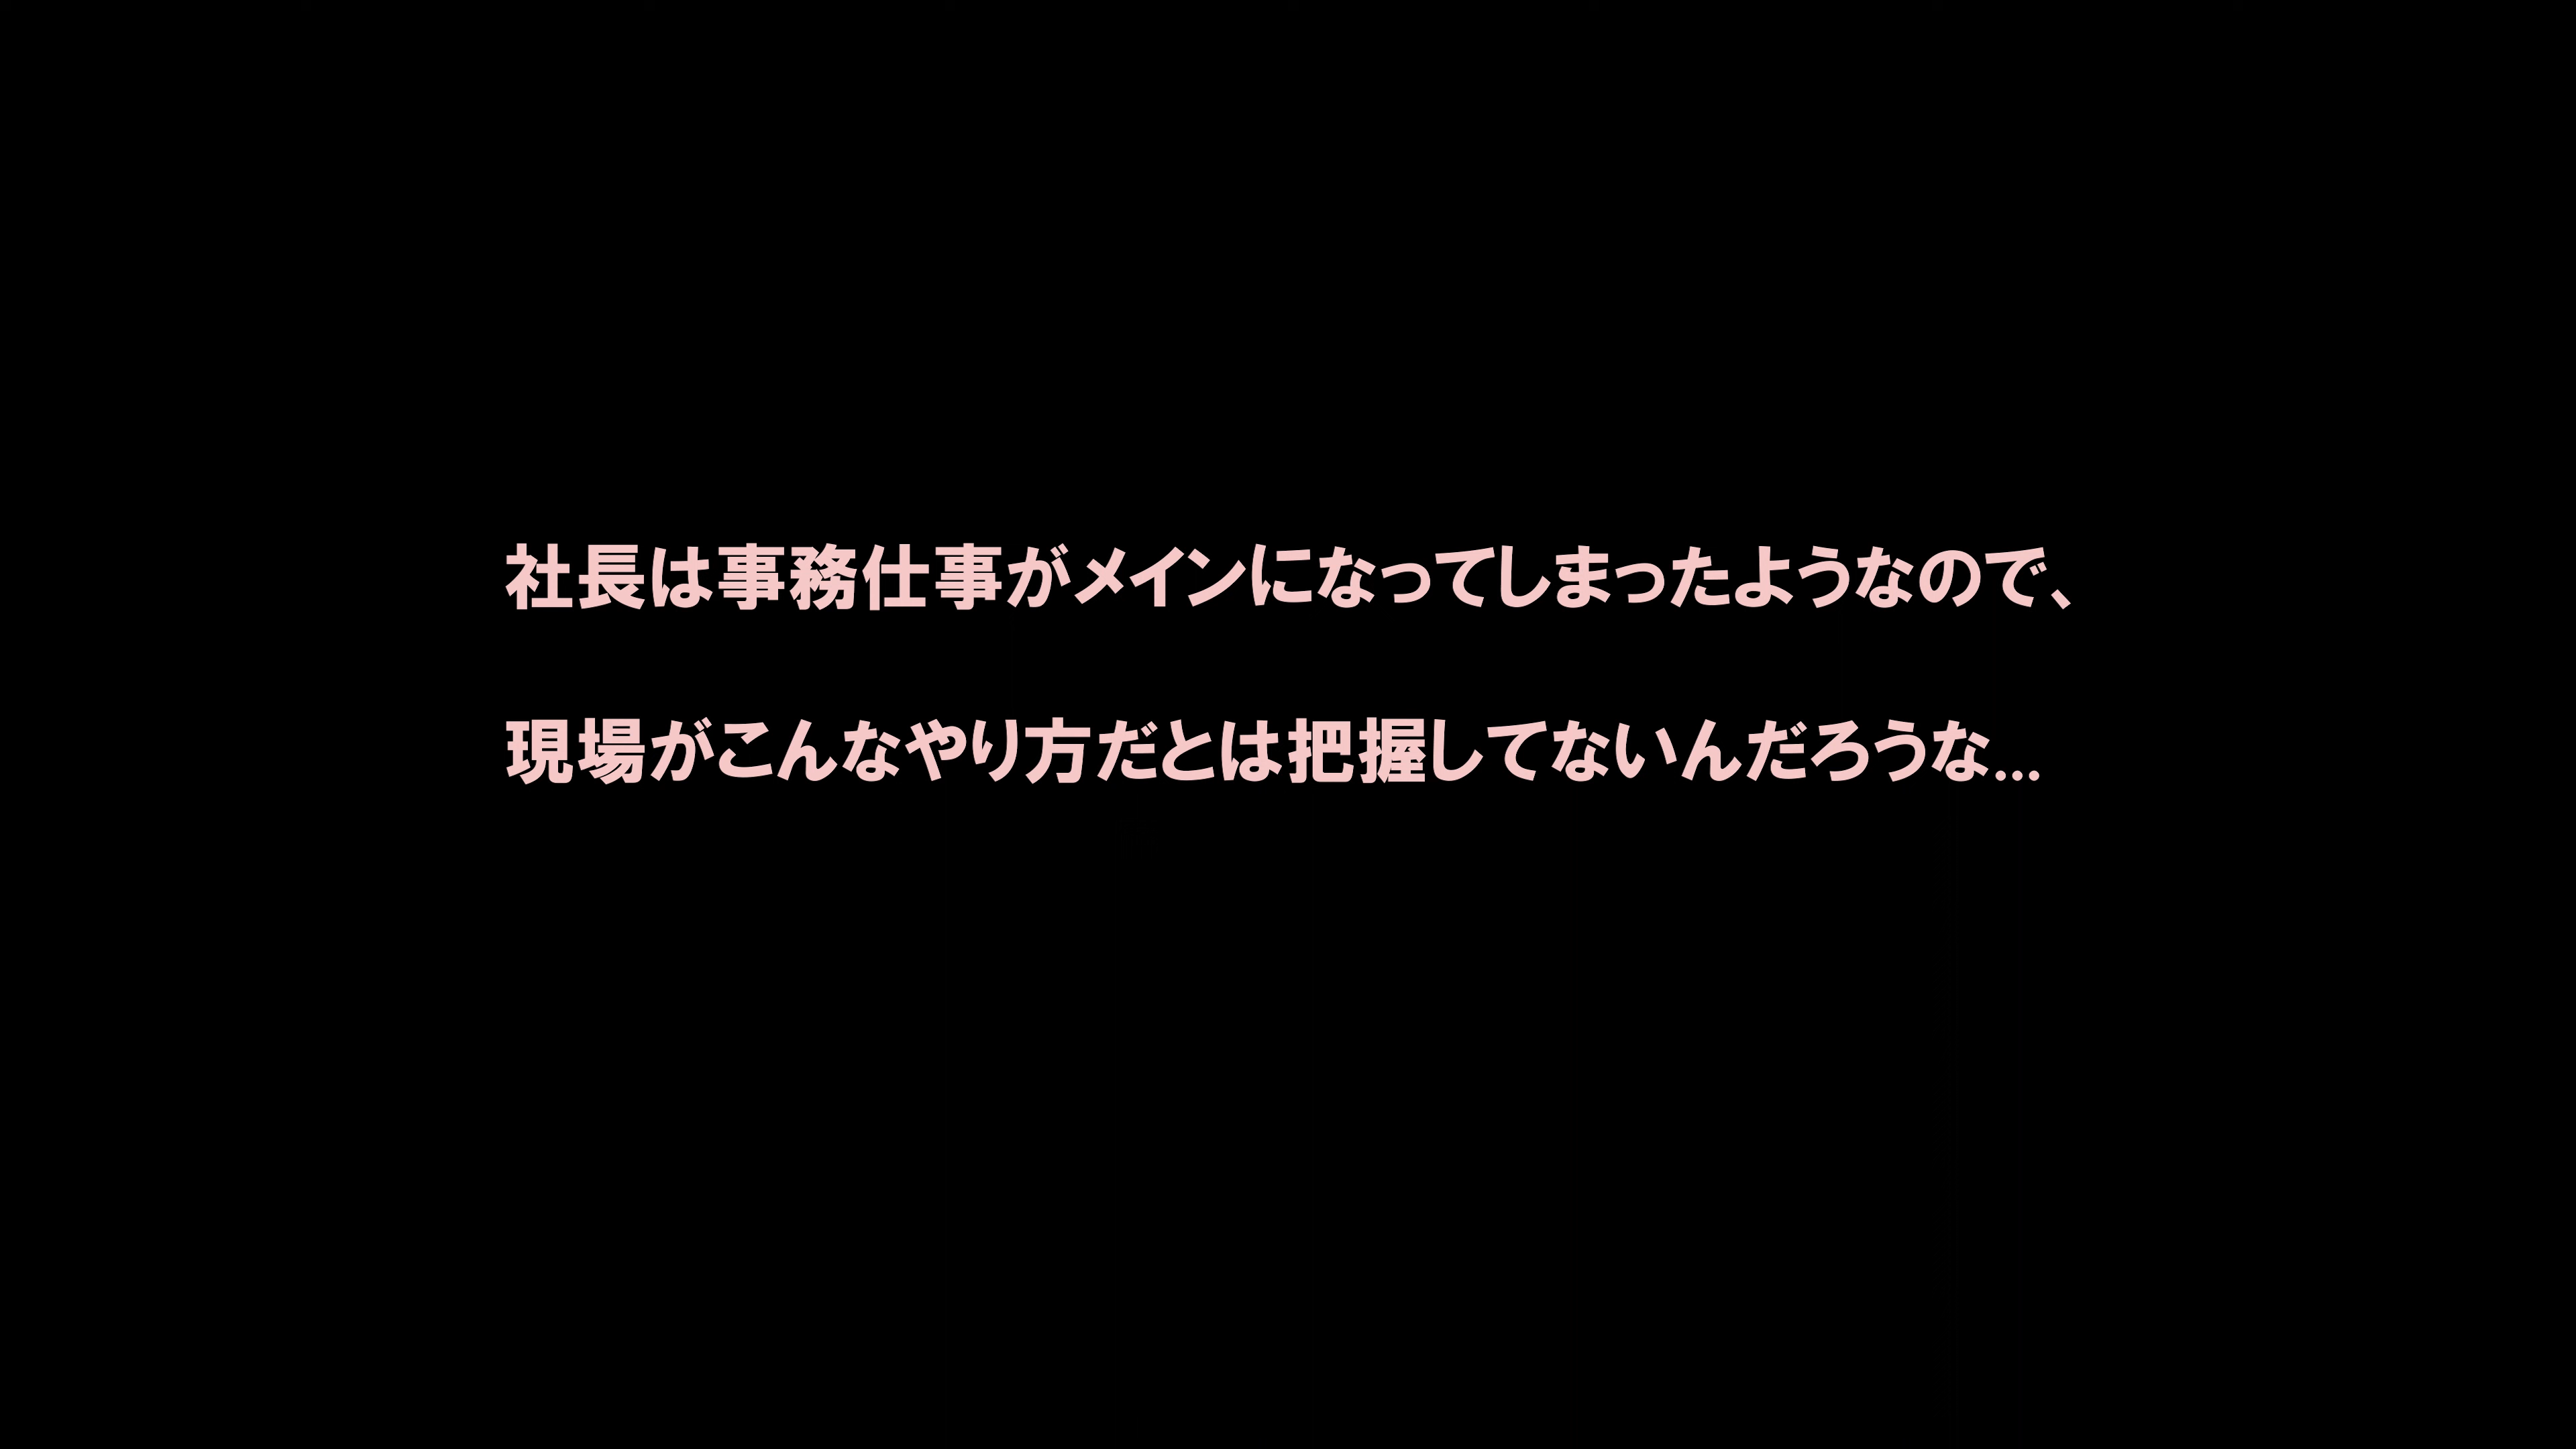 社長は事務仕事がメインになってしまったようなので、
現場がこんなやり方だとは把握してないんだろうな...